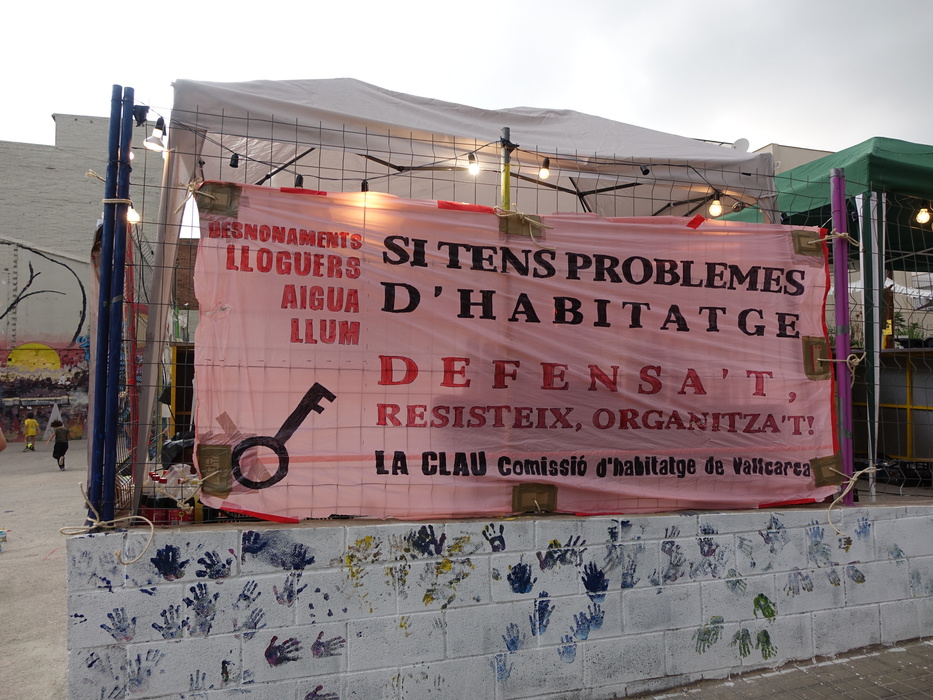 DESNONAMENTS
LLOGUERS
AIGUA
LLUM
SI TENS PROBLEMES
D'HABITATGE
DEFENSA'T,
RESISTEIX, ORGANITZA'T!
LA CLAU Comissió d'habitatge de Vallcarca